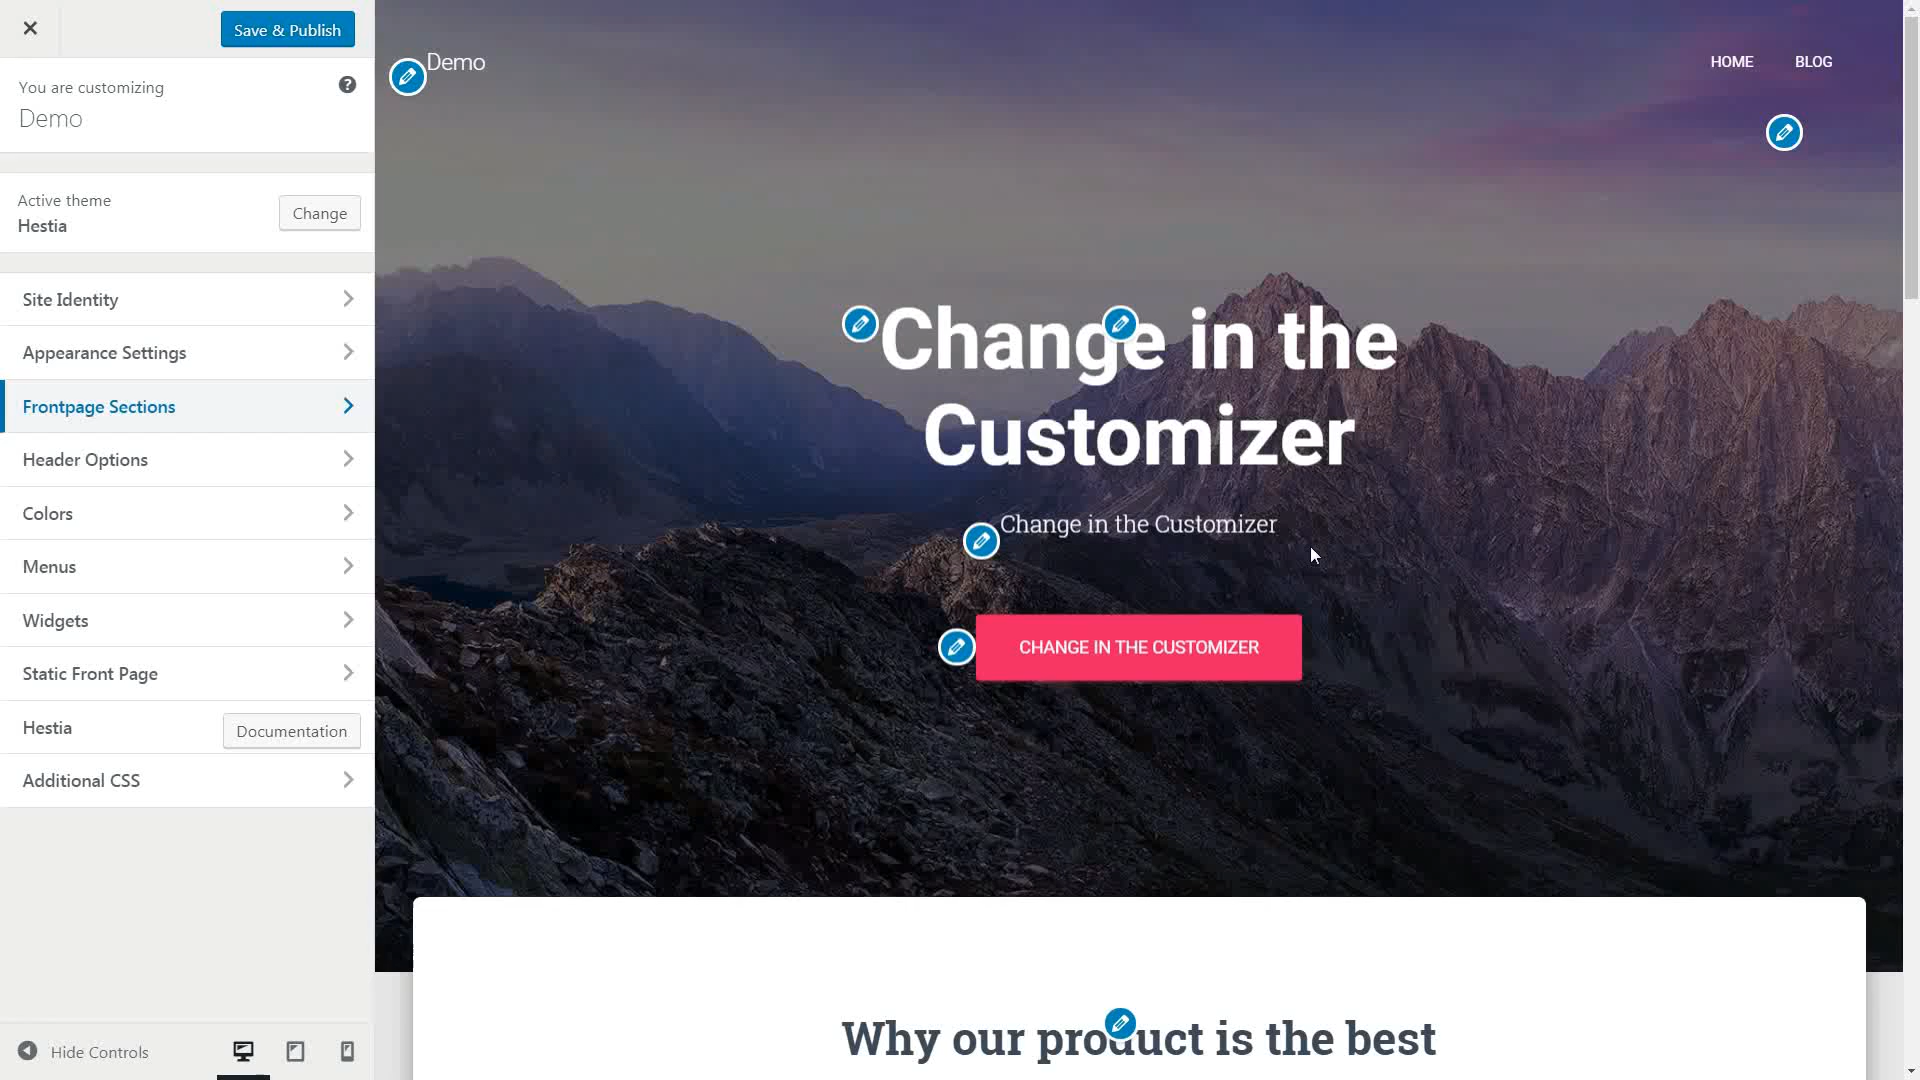 Save & Publish
You are customizing
Demo
Active theme
Hestia
Change
Site Identity
Appearance Settings
Frontpage Sections
Header Options
Colors
Menus
Widgets
Static Front Page
Hestia
Documentation
Additional CSS
Hide Controls
Demo
HOME
BLOG
Change in the
Customizer
Change in the Customizer
CHANGE IN THE CUSTOMIZER
Why our product is the best